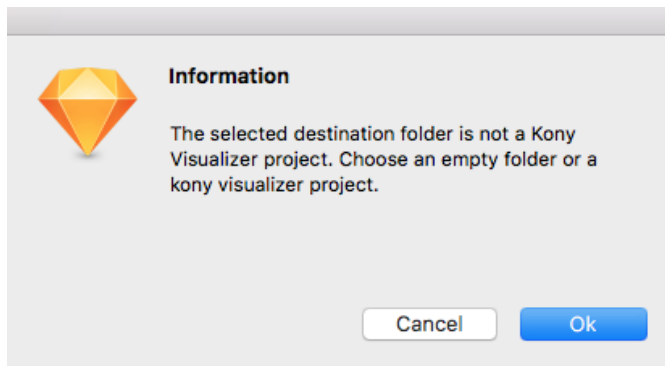 Information
The selected destination folder is not a Kony
Visualizer project. Choose an empty folder or a
kony visualizer project.
Cancel
Ok